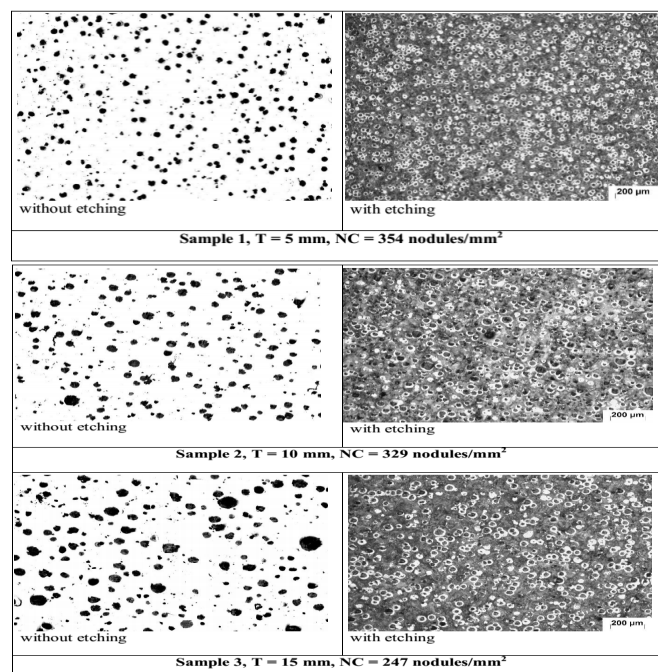 200 µm
without etching
with etching
Sample 1, T = 5 mm, NC = 354 nodules/mm²
200 µm
without etching
with etching
Sample 2, T = 10 mm, NC = 329 nodules/mm²
200 µm
without etching
with etching
Sample 3, T = 15 mm, NC = 247 nodules/mm²